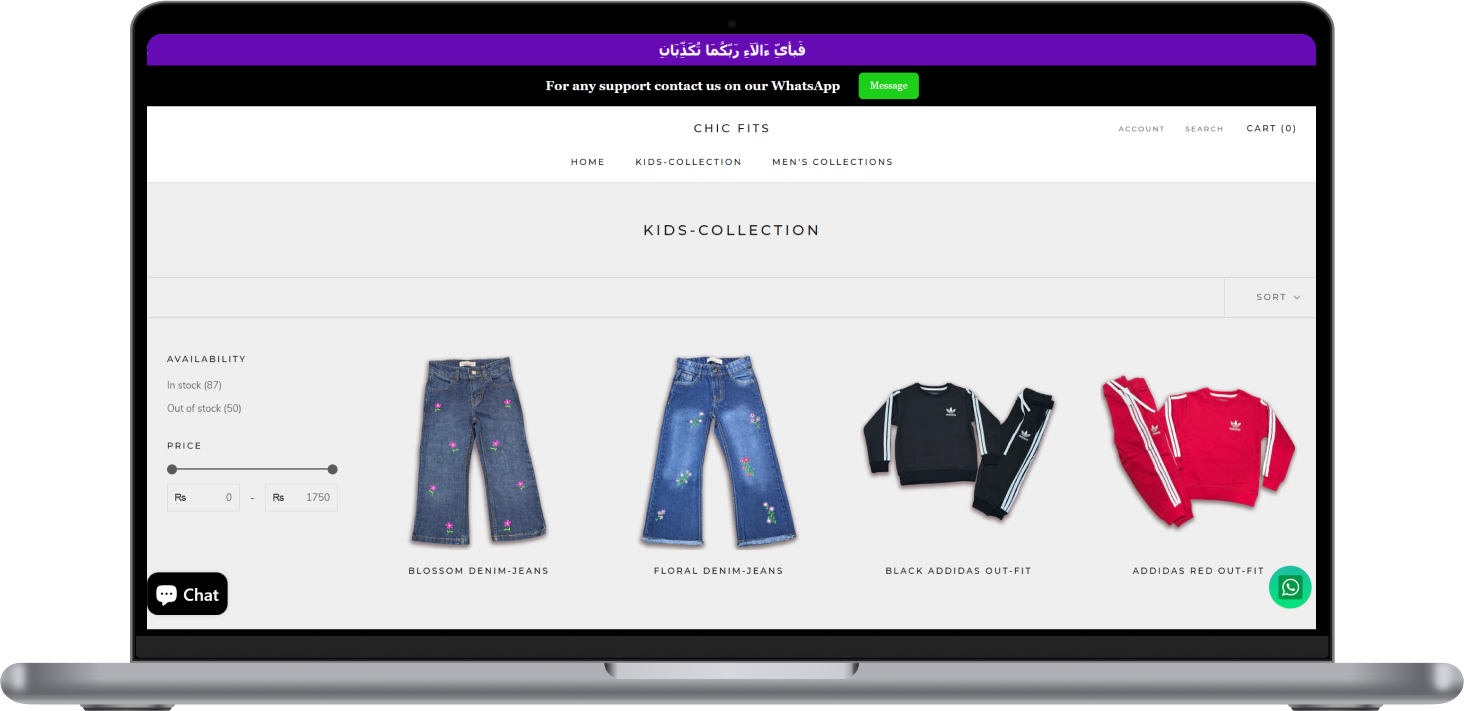 فَبِأَيِّ ءَالَآءِ رَبِّكُمَا تُكَذِّبَانِ
For any support contact us on our WhatsApp
Message
CHIC FITS
ACCOUNT
SEARCH
CART (0)
HOME
KIDS-COLLECTION
MEN'S COLLECTIONS
KIDS-COLLECTION
SORT
AVAILABILITY
In stock (87)
Out of stock (50)
PRICE
Rs 0 - Rs 1750
BLOSSOM DENIM-JEANS
FLORAL DENIM-JEANS
BLACK ADDIDAS OUT-FIT
ADDIDAS RED OUT-FIT
Chat